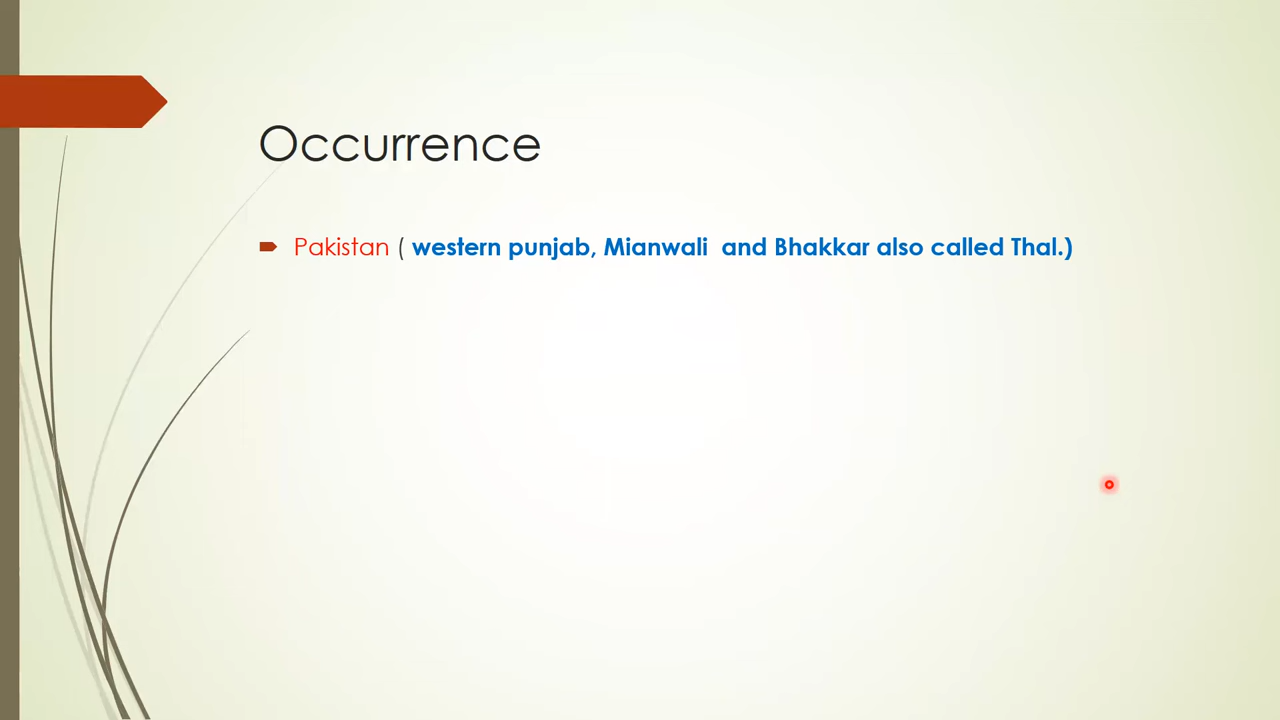 Occurrence
Pakistan ( western punjab, Mianwali  and Bhakkar also called Thal.)